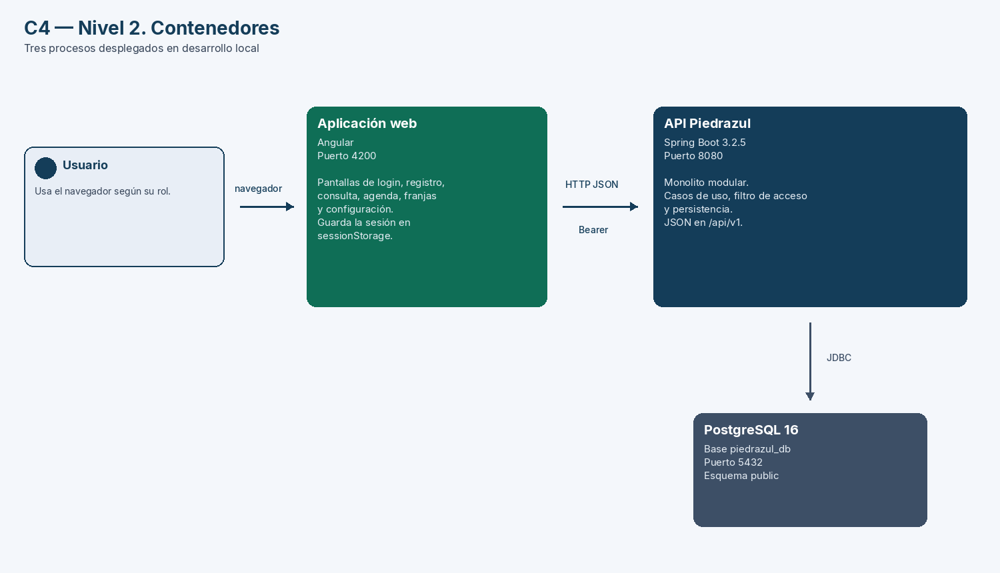 C4 — Nivel 2. Contenedores
Tres procesos desplegados en desarrollo local
Usuario
Usa el navegador según su rol.
navegador
Aplicación web
Angular
Puerto 4200
Pantallas de login, registro,
consulta, agenda, franjas
y configuración.
Guarda la sesión en
sessionStorage.
HTTP JSON
Bearer
API Piedrazul
Spring Boot 3.2.5
Puerto 8080
Monolito modular.
Casos de uso, filtro de acceso
y persistencia.
JSON en /api/v1.
JDBC
PostgreSQL 16
Base piedrazul_db
Puerto 5432
Esquema public